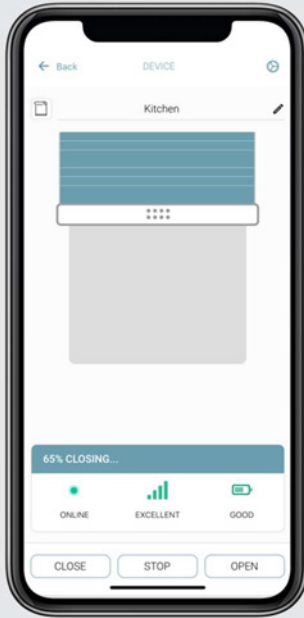 Back
DEVICE
Kitchen
65% CLOSING...
ONLINE
EXCELLENT
GOOD
CLOSE
STOP
OPEN